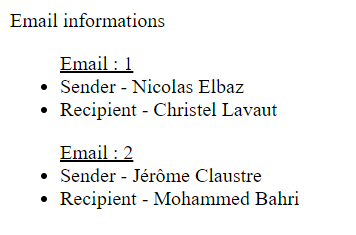 Email informations
Email : 1
Sender - Nicolas Elbaz
Recipient - Christel Lavaut
Email : 2
Sender - Jérôme Claustre
Recipient - Mohammed Bahri